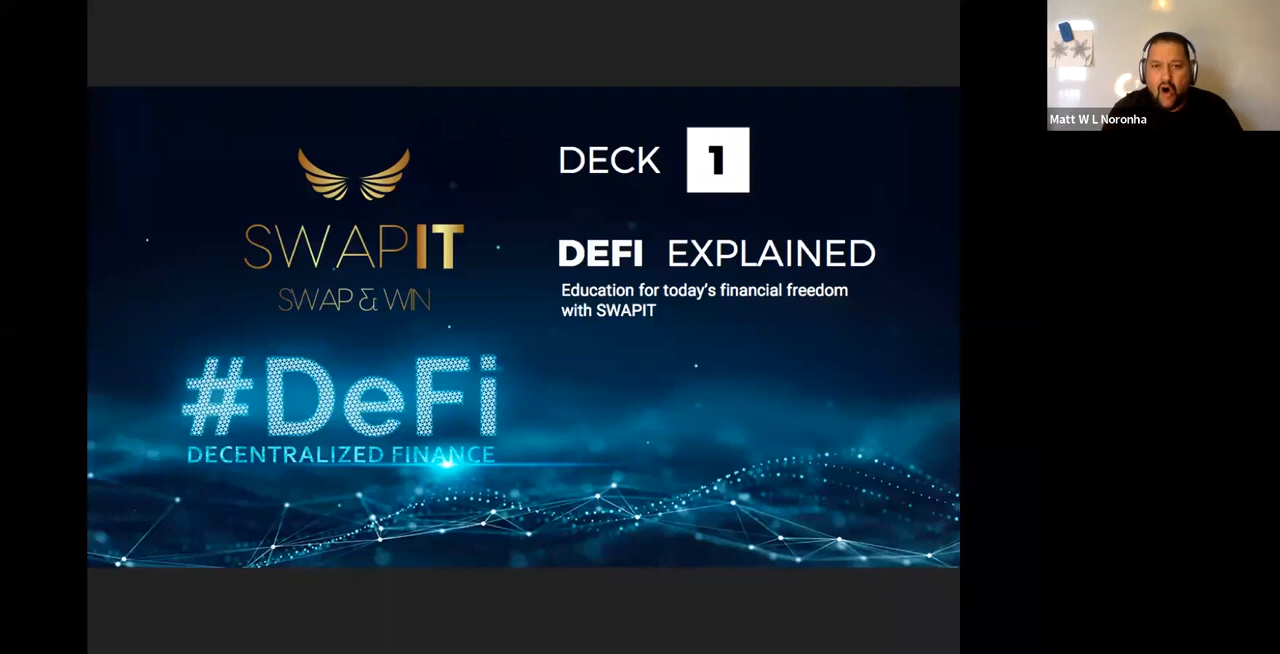 Matt W L Noronha
DECK 1
SWAPIT
SWAP & WIN
DEFI EXPLAINED
Education for today's financial freedom
with SWAPIT
#DeFi
DECENTRALIZED FINANCE